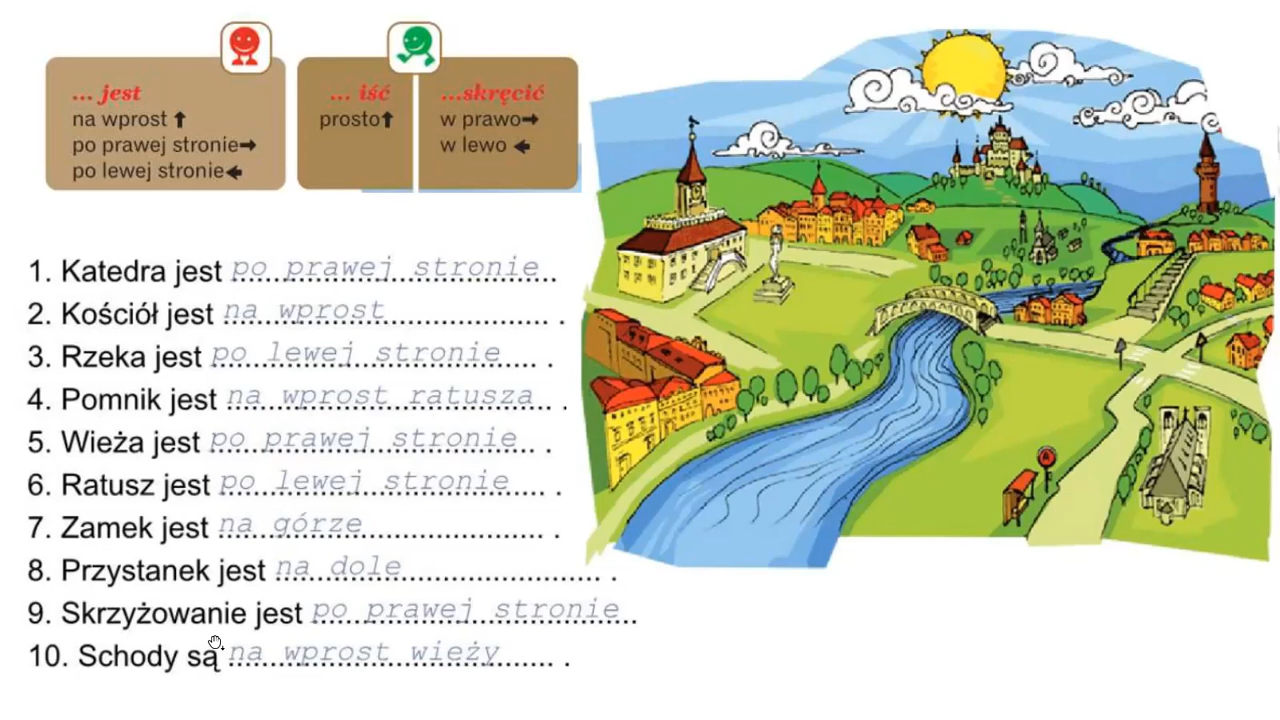 ... jest
na wprost ⬆
po prawej stronie➡
po lewej stronie⬅
... iść
prosto⬆
...skręcić
w prawo➡
w lewo ⬅
1. Katedra jest po prawej stronie..
2. Kościół jest na wprost .
3. Rzeka jest po lewej stronie .
4. Pomnik jest na wprost ratusza .
5. Wieża jest po prawej stronie .
6. Ratusz jest po lewej stronie .
7. Zamek jest na górze .
8. Przystanek jest na dole .
9. Skrzyżowanie jest po prawej stronie..
10. Schody są na wprost wieży .